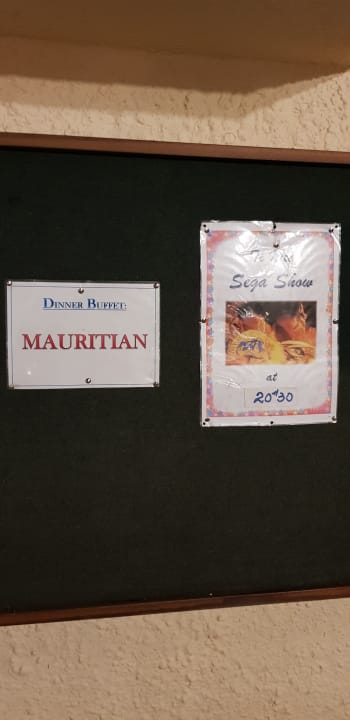 DINNER BUFFET:
MAURITIAN
Sega Show
at
20H30